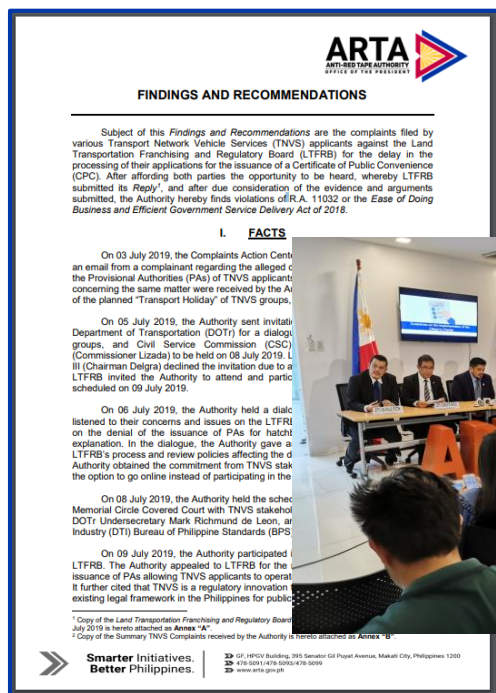 ARTA
ANTI-RED TAPE AUTHORITY
OFFICE OF THE PRESIDENT
FINDINGS AND RECOMMENDATIONS
Subject of this Findings and Recommendations are the complaints filed by
various Transport Network Vehicle Services (TNVS) applicants against the Land
Transportation Franchising and Regulatory Board (LTFRB) for the delay in the
processing of their applications for the issuance of a Certificate of Public Convenience
(CPC). After affording both parties the opportunity to be heard, whereby LTFRB
submitted its Reply¹, and after due consideration of the evidence and arguments
submitted, the Authority hereby finds violations of R.A. 11032 or the Ease of Doing
Business and Efficient Government Service Delivery Act of 2018.
I. FACTS
On 03 July 2019, the Complaints Action Cent
an email from a complainant regarding the alleged
the Provisional Authorities (PAs) of TNVS applicants
concerning the same matter were received by the A
of the planned “Transport Holiday” of TNVS groups,
On 05 July 2019, the Authority sent invitati
Department of Transportation (DOTr) for a dialogu
groups, and Civil Service Commission (CSC)
(Commissioner Lizada) to be held on 08 July 2019. L
III (Chairman Delgra) declined the invitation due to a
LTFRB invited the Authority to attend and partic
scheduled on 09 July 2019.
On 06 July 2019, the Authority held a dialo
listened to their concerns and issues on the LTFRB
on the denial of the issuance of PAs for hatchb
explanation. In the dialogue, the Authority gave a
LTFRB's process and review policies affecting the d
Authority obtained the commitment from TNVS stak
the option to go online instead of participating in the
On 08 July 2019, the Authority held the sched
Memorial Circle Covered Court with TNVS stakehol
DOTr Undersecretary Mark Richmund de Leon, an
Industry (DTI) Bureau of Philippine Standards (BPS)
On 09 July 2019, the Authority participated i
LTFRB. The Authority appealed to LTFRB for the
issuance of PAs allowing TNVS applicants to operat
It further cited that TNVS is a regulatory innovation
existing legal framework in the Philippines for public
¹ Copy of the Land Transportation Franchising and Regulatory Board
July 2019 is hereto attached as Annex “A”.
² Copy of the Summary TNVS Complaints received by the Authority is hereto attached as Annex “B”.
Smarter Initiatives.
Better Philippines.
GF, HPGV Building, 395 Senator Gil Puyat Avenue, Makati City, Philippines 1200
478-5091/478-5093/478-5099
www.arta.gov.ph